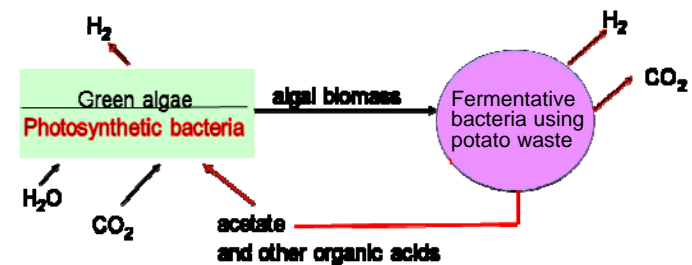 H₂
Green algae
Photosynthetic bacteria
algal biomass
Fermentative
bacteria using
potato waste
H₂
CO₂
H₂O
CO₂
acetate
and other organic acids